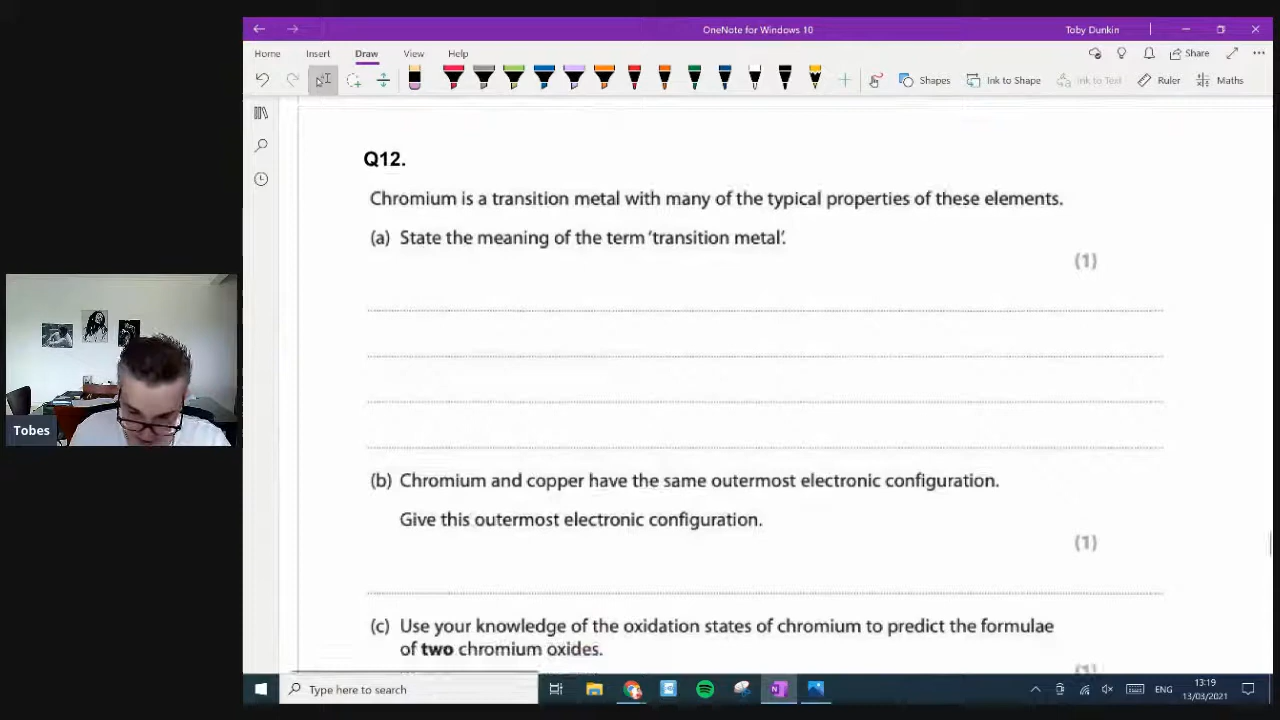 OneNote for Windows 10
Toby Dunkin
Home Insert Draw View Help
Share
Shapes Ink to Shape Ink to Text Ruler Maths
Q12.
Chromium is a transition metal with many of the typical properties of these elements.
(a) State the meaning of the term ‘transition metal’.
(1)
(b) Chromium and copper have the same outermost electronic configuration.
Give this outermost electronic configuration.
(1)
(c) Use your knowledge of the oxidation states of chromium to predict the formulae
of two chromium oxides.
(1)
Tobes
Type here to search
ENG
13:19
13/03/2021